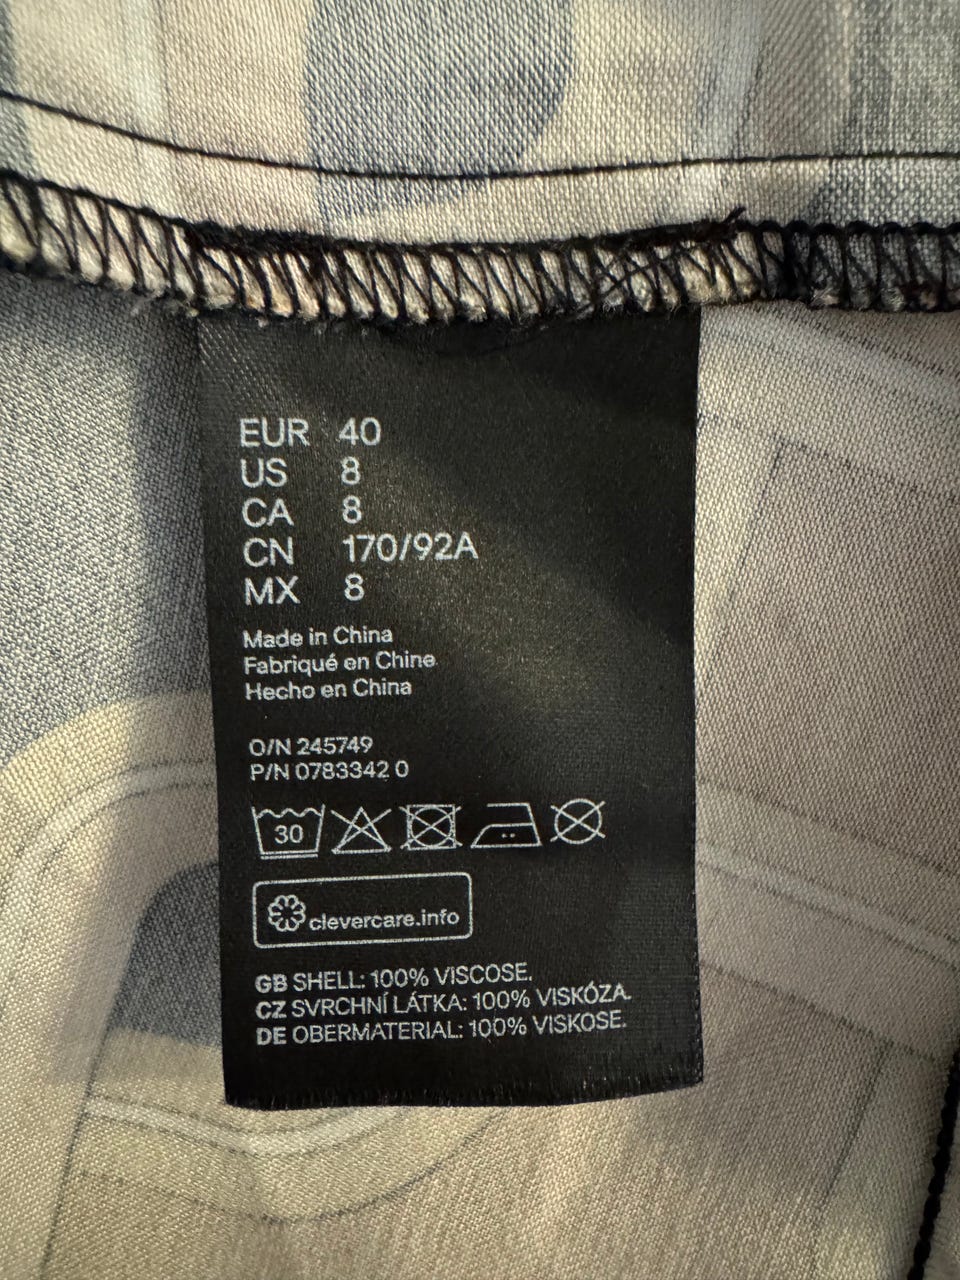 EUR 40
US 8
CA 8
CN 170/92A
MX 8
Made in China
Fabriqué en Chine
Hecho en China
O/N 245749
P/N 0783342 0
30
clevercare.info
GB SHELL: 100% VISCOSE.
CZ SVRCHNÍ LÁTKA: 100% VISKÓZA.
DE OBERMATERIAL: 100% VISKOSE.